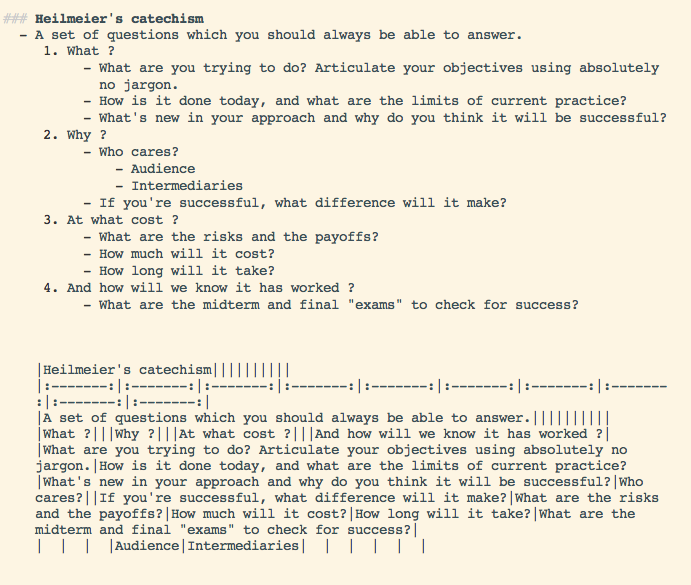 ### Heilmeier's catechism
- A set of questions which you should always be able to answer.
1. What ?
- What are you trying to do? Articulate your objectives using absolutely
no jargon.
- How is it done today, and what are the limits of current practice?
- What's new in your approach and why do you think it will be successful?
2. Why ?
- Who cares?
- Audience
- Intermediaries
- If you're successful, what difference will it make?
3. At what cost ?
- What are the risks and the payoffs?
- How much will it cost?
- How long will it take?
4. And how will we know it has worked ?
- What are the midterm and final "exams" to check for success?
|Heilmeier's catechism||||||||||
|:-------:|:-------:|:-------:|:-------:|:-------:|:-------:|:-------:|:-------
:|:-------:|:-------:|
|A set of questions which you should always be able to answer.||||||||||
|What ?|||Why ?|||At what cost ?|||And how will we know it has worked ?|
|What are you trying to do? Articulate your objectives using absolutely no
jargon.|How is it done today, and what are the limits of current practice?
|What's new in your approach and why do you think it will be successful?|Who
cares?||If you're successful, what difference will it make?|What are the risks
and the payoffs?|How much will it cost?|How long will it take?|What are the
midterm and final "exams" to check for success?|
|  |  |  |Audience|Intermediaries|  |  |  |  |  |